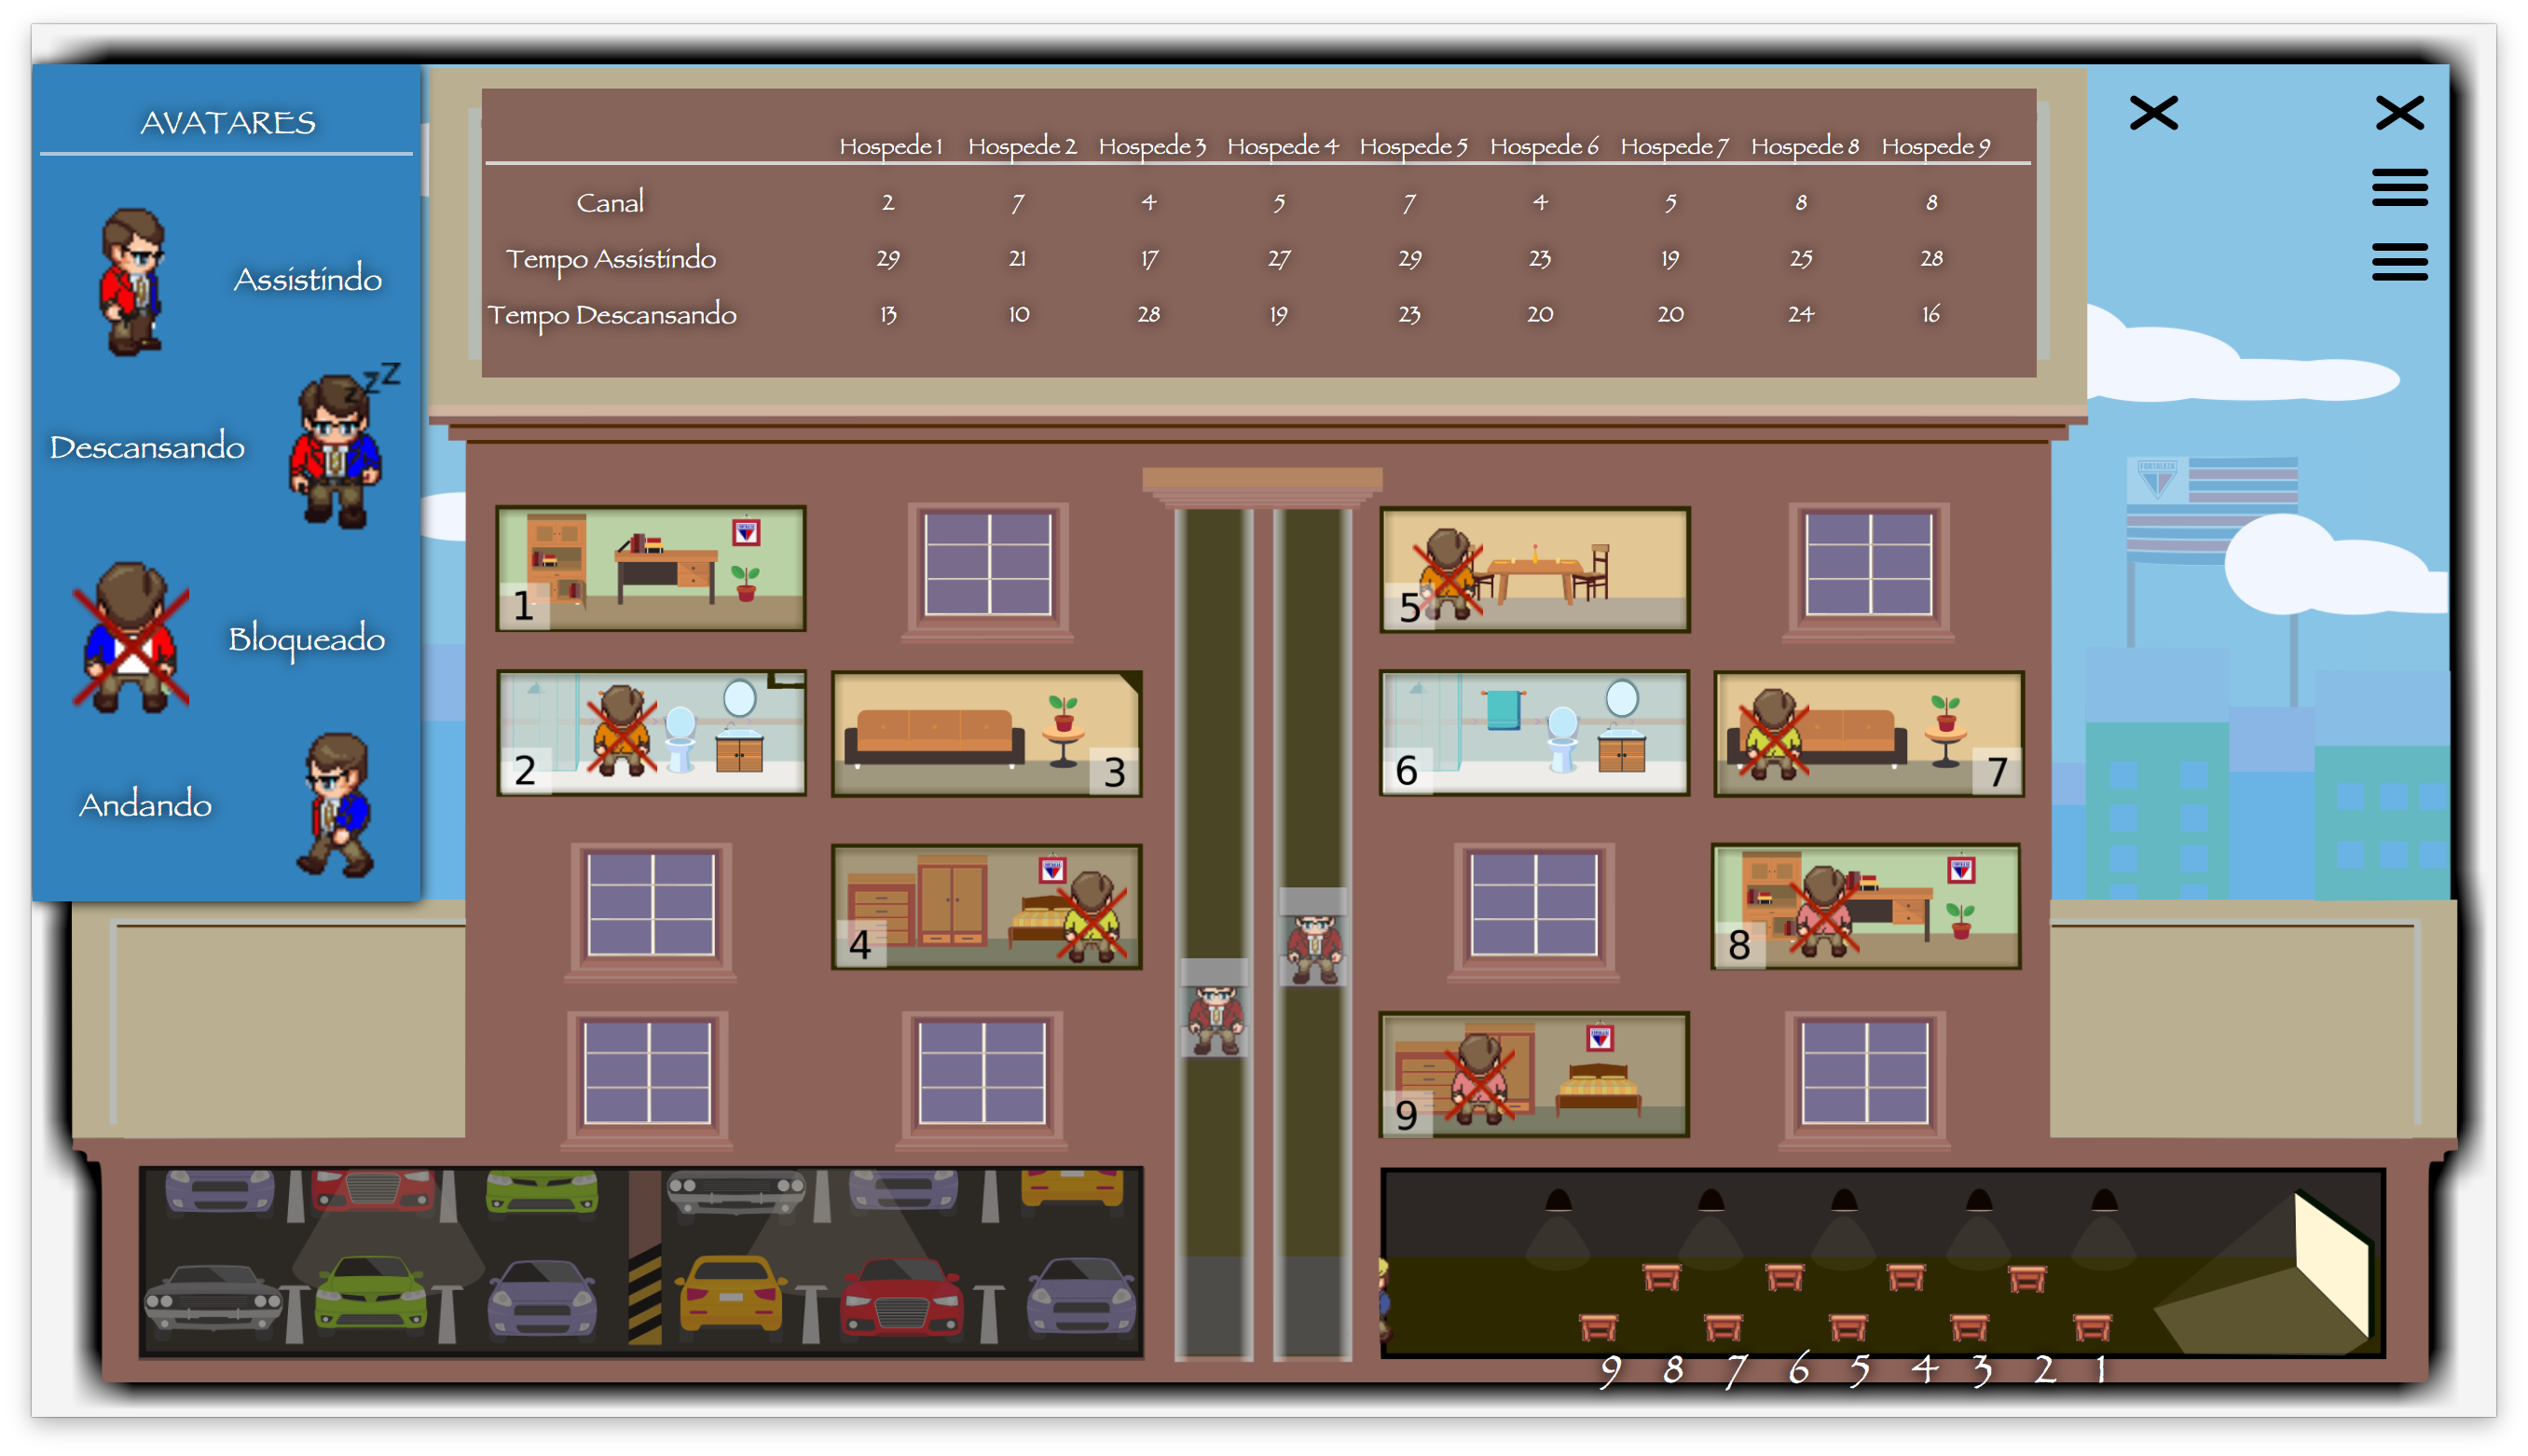 AVATARES
Assistindo
Descansando
Bloqueado
Andando
Hospede 1 Hospede 2 Hospede 3 Hospede 4 Hospede 5 Hospede 6 Hospede 7 Hospede 8 Hospede 9
Canal 2 7 4 5 7 4 5 8 8
Tempo Assistindo 29 21 17 27 29 23 19 25 28
Tempo Descansando 13 10 28 19 23 20 20 24 16
zzZ
FORTALEZA
1
5
2
3
6
7
4
8
9
9 8 7 6 5 4 3 2 1